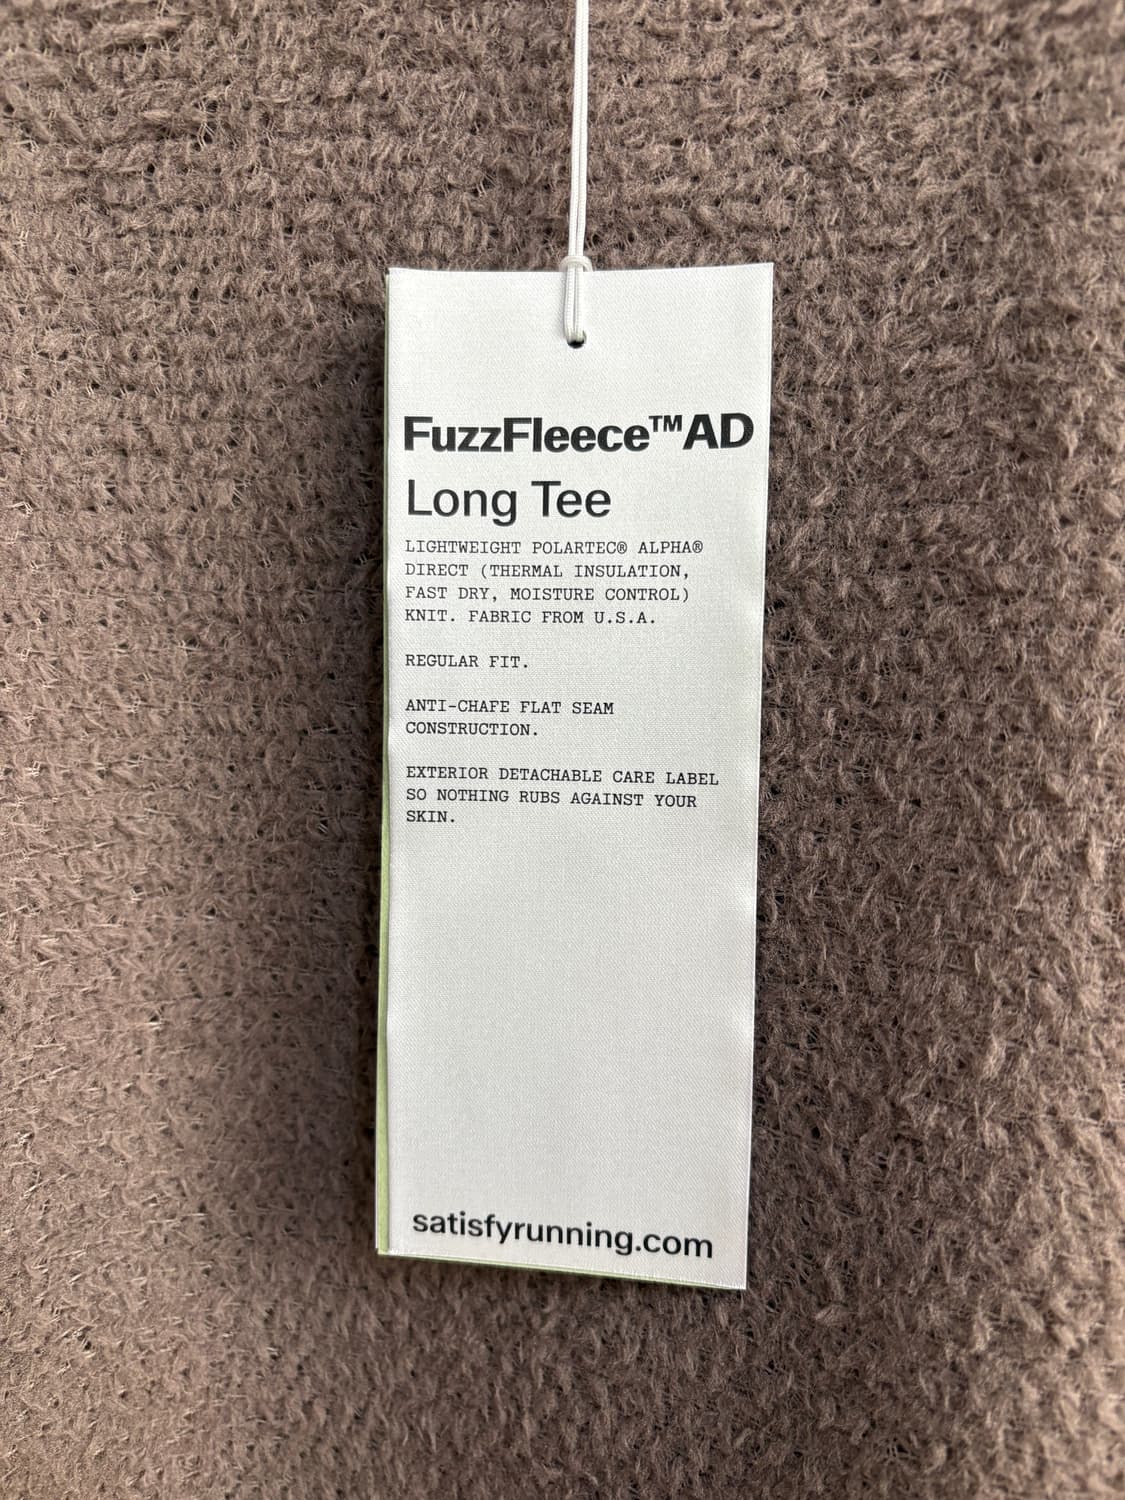 FuzzFleece™AD
Long Tee
LIGHTWEIGHT POLARTEC® ALPHA®
DIRECT (THERMAL INSULATION,
FAST DRY, MOISTURE CONTROL)
KNIT. FABRIC FROM U.S.A.
REGULAR FIT.
ANTI-CHAFE FLAT SEAM
CONSTRUCTION.
EXTERIOR DETACHABLE CARE LABEL
SO NOTHING RUBS AGAINST YOUR
SKIN.
satisfyrunning.com